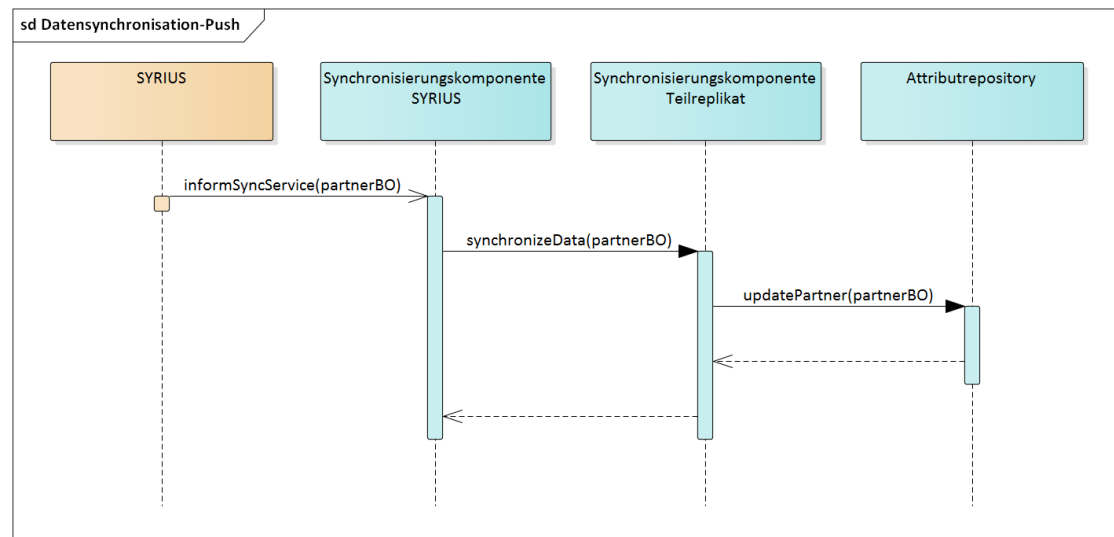 sd Datensynchronisation-Push
SYRIUS
Synchronisierungskomponente
SYRIUS
Synchronisierungskomponente
Teilreplikat
Attributrepository
informSyncService(partnerBO)
synchronizeData(partnerBO)
updatePartner(partnerBO)